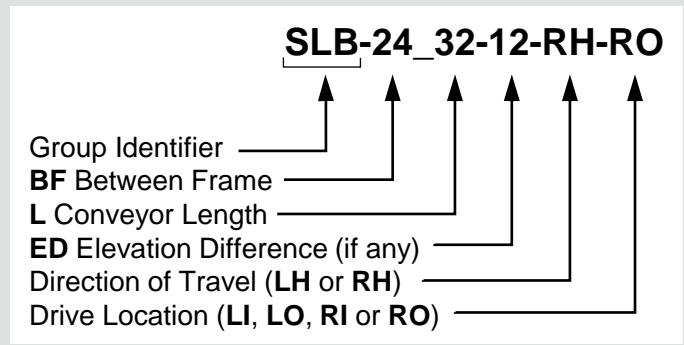 SLB-24_32-12-RH-RO
Group Identifier
BF Between Frame
L Conveyor Length
ED Elevation Difference (if any)
Direction of Travel (LH or RH)
Drive Location (LI, LO, RI or RO)